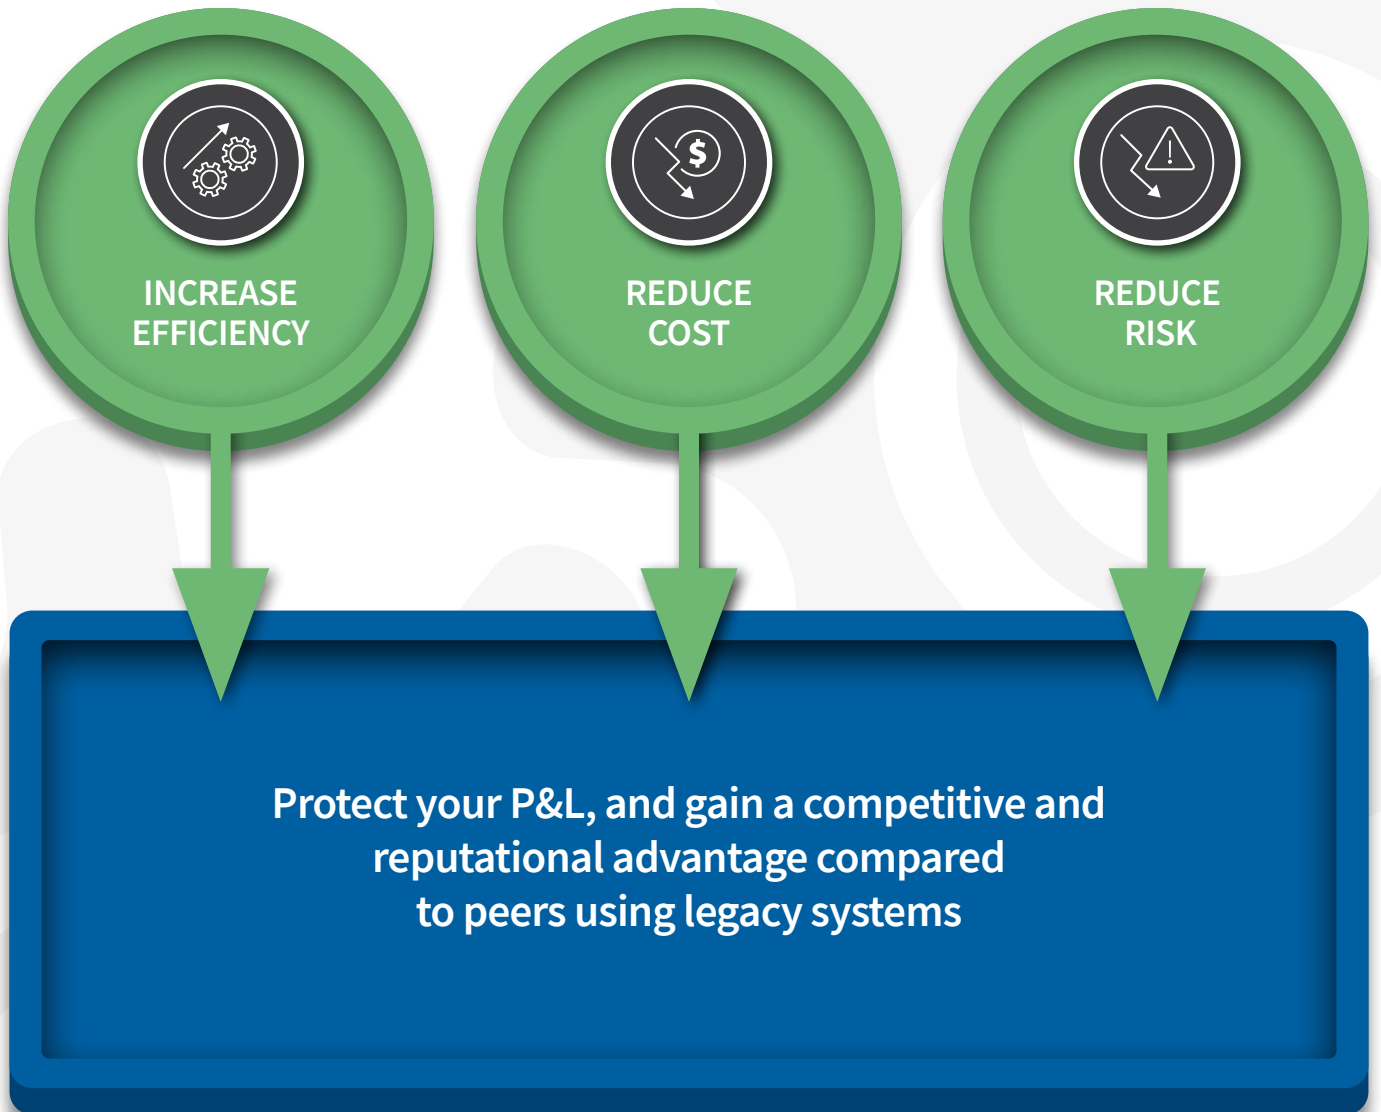 INCREASE
EFFICIENCY
$
REDUCE
COST
!
REDUCE
RISK
Protect your P&L, and gain a competitive and
reputational advantage compared
to peers using legacy systems